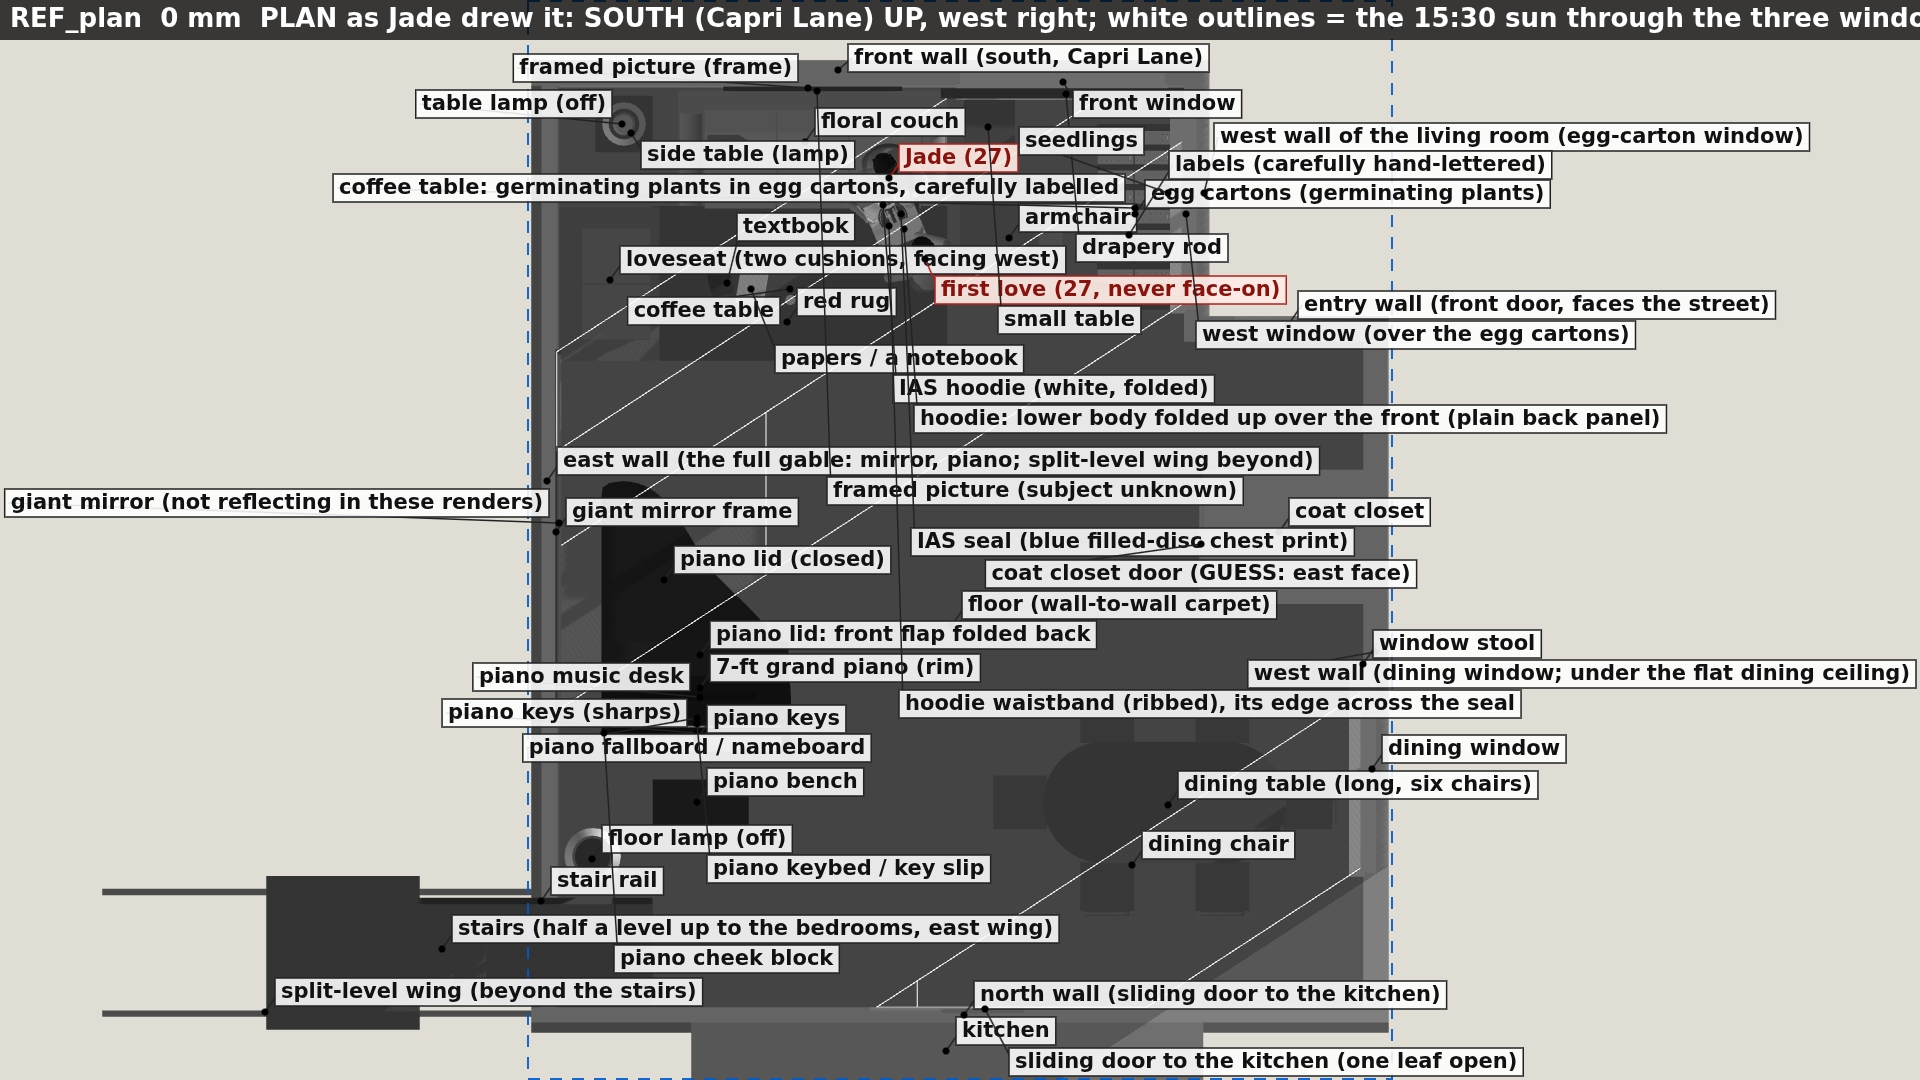 REF_plan 0 mm PLAN as Jade drew it: SOUTH (Capri Lane) UP, west right; white outlines = the 15:30 sun through the three windo
framed picture (frame)
front wall (south, Capri Lane)
table lamp (off)
front window
floral couch
seedlings
west wall of the living room (egg-carton window)
side table (lamp)
Jade (27)
labels (carefully hand-lettered)
coffee table: germinating plants in egg cartons, carefully labelled
egg cartons (germinating plants)
textbook
armchair
drapery rod
loveseat (two cushions, facing west)
first love (27, never face-on)
coffee table
red rug
small table
entry wall (front door, faces the street)
west window (over the egg cartons)
papers / a notebook
IAS hoodie (white, folded)
hoodie: lower body folded up over the front (plain back panel)
east wall (the full gable: mirror, piano; split-level wing beyond)
framed picture (subject unknown)
giant mirror (not reflecting in these renders)
giant mirror frame
coat closet
IAS seal (blue filled-disc chest print)
piano lid (closed)
coat closet door (GUESS: east face)
floor (wall-to-wall carpet)
piano lid: front flap folded back
window stool
7-ft grand piano (rim)
piano music desk
west wall (dining window; under the flat dining ceiling)
hoodie waistband (ribbed), its edge across the seal
piano keys (sharps)
piano keys
piano fallboard / nameboard
dining window
piano bench
dining table (long, six chairs)
floor lamp (off)
dining chair
piano keybed / key slip
stair rail
stairs (half a level up to the bedrooms, east wing)
piano cheek block
split-level wing (beyond the stairs)
north wall (sliding door to the kitchen)
kitchen
sliding door to the kitchen (one leaf open)